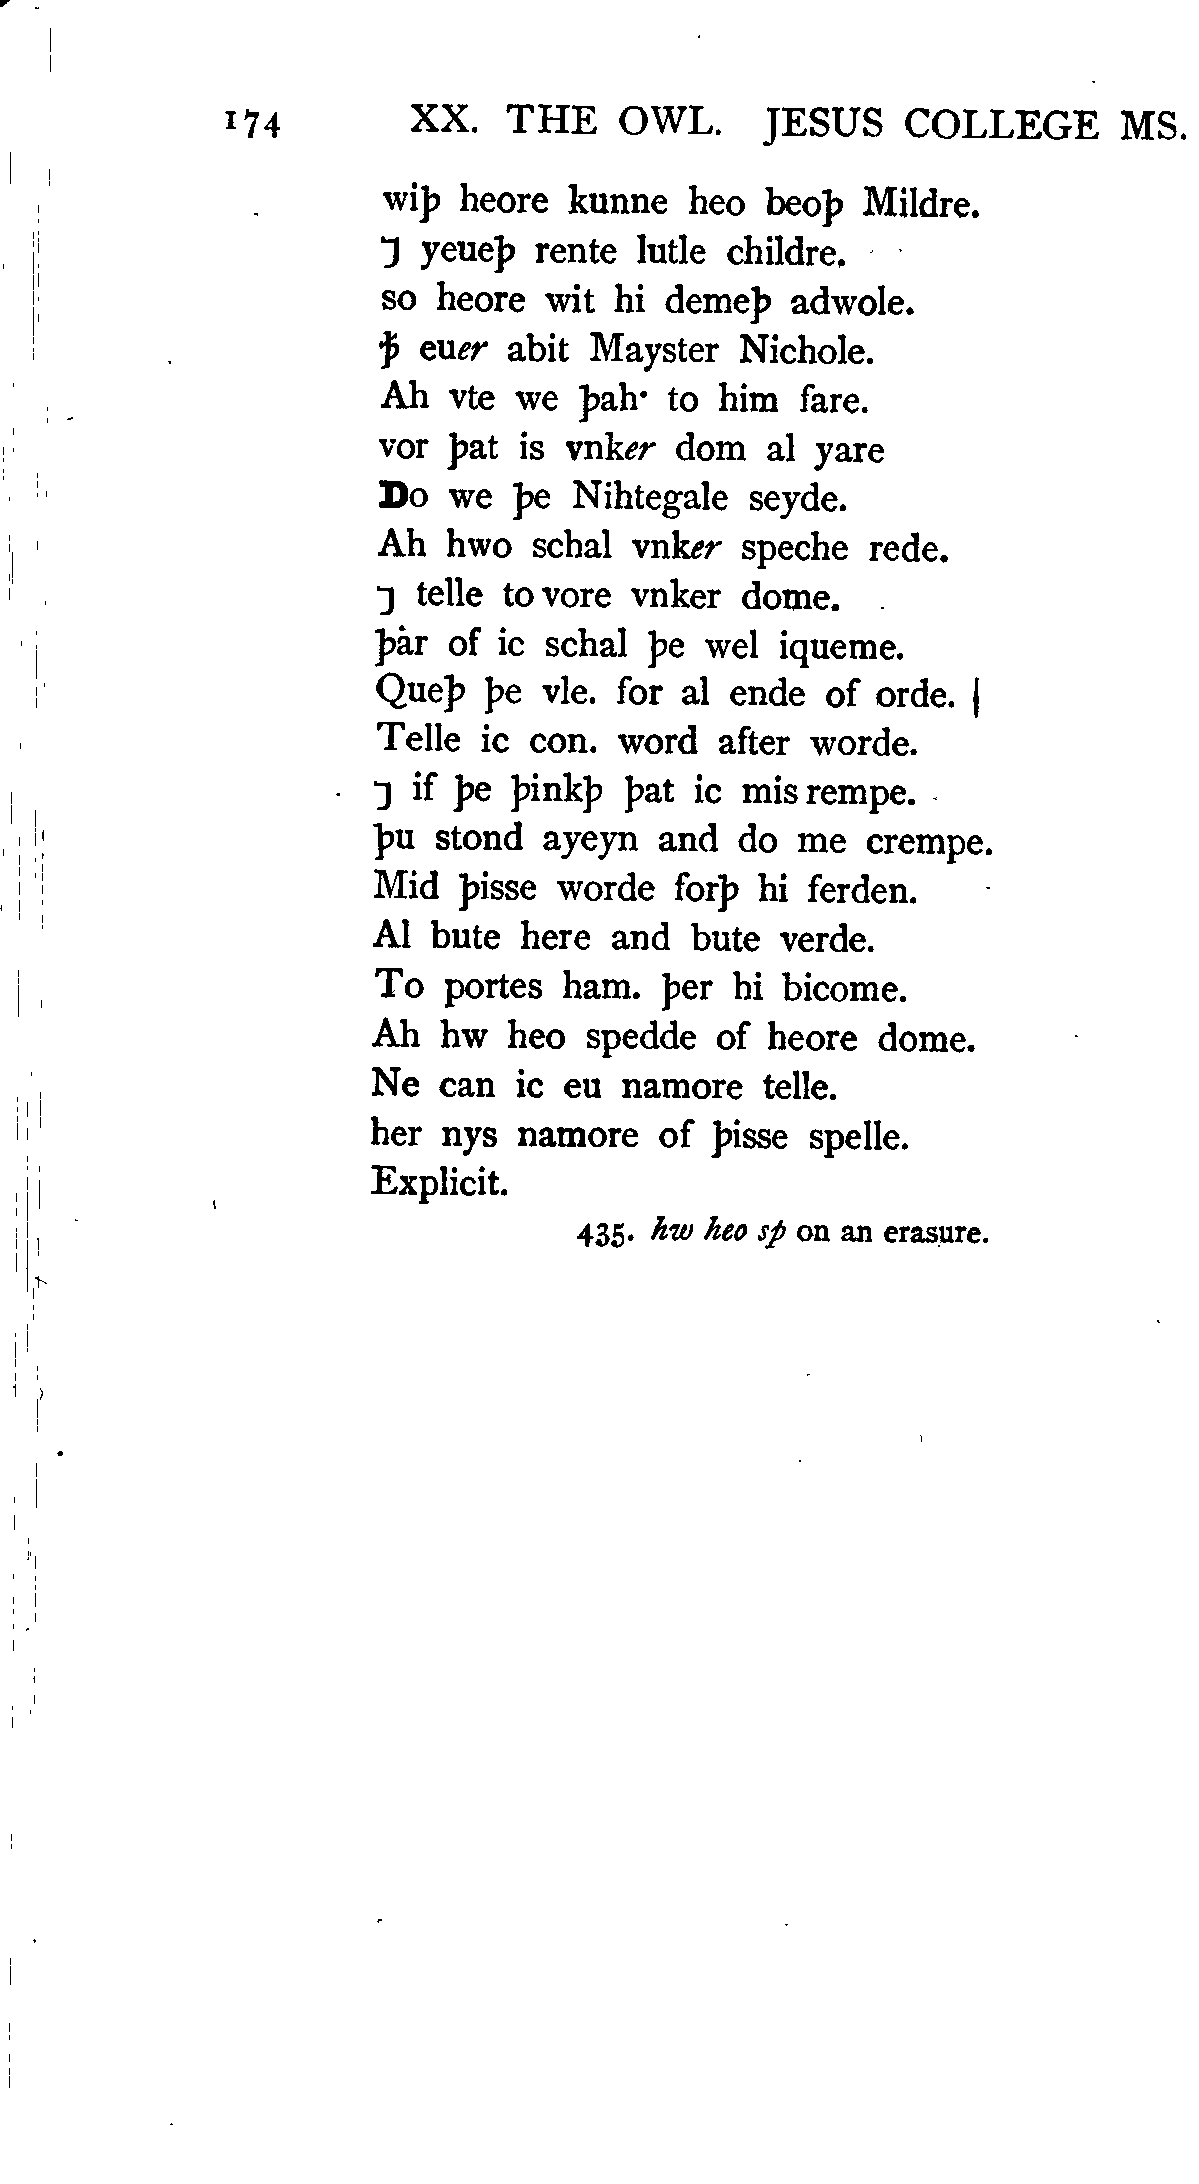 174 XX. THE OWL. JESUS COLLEGE MS.
wiþ heore kunne heo beoþ Mildre.
⁊ yeueþ rente lutle childre.
so heore wit hi demeþ adwole.
ꝥ euer abit Mayster Nichole.
Ah vte we þah· to him fare.
vor þat is vnker dom al yare
Do we þe Nihtegale seyde.
Ah hwo schal vnker speche rede.
⁊ telle to vore vnker dome.
þàr of ic schal þe wel iqueme.
Queþ þe vle. for al ende of orde. |
Telle ic con. word after worde.
⁊ if þe þinkþ þat ic mis rempe.
þu stond ayeyn and do me crempe.
Mid þisse worde forþ hi ferden.
Al bute here and bute verde.
To portes ham. þer hi bicome.
Ah hw heo spedde of heore dome.
Ne can ic eu namore telle.
her nys namore of þisse spelle.
Explicit.
435. hw heo sp on an erasure.